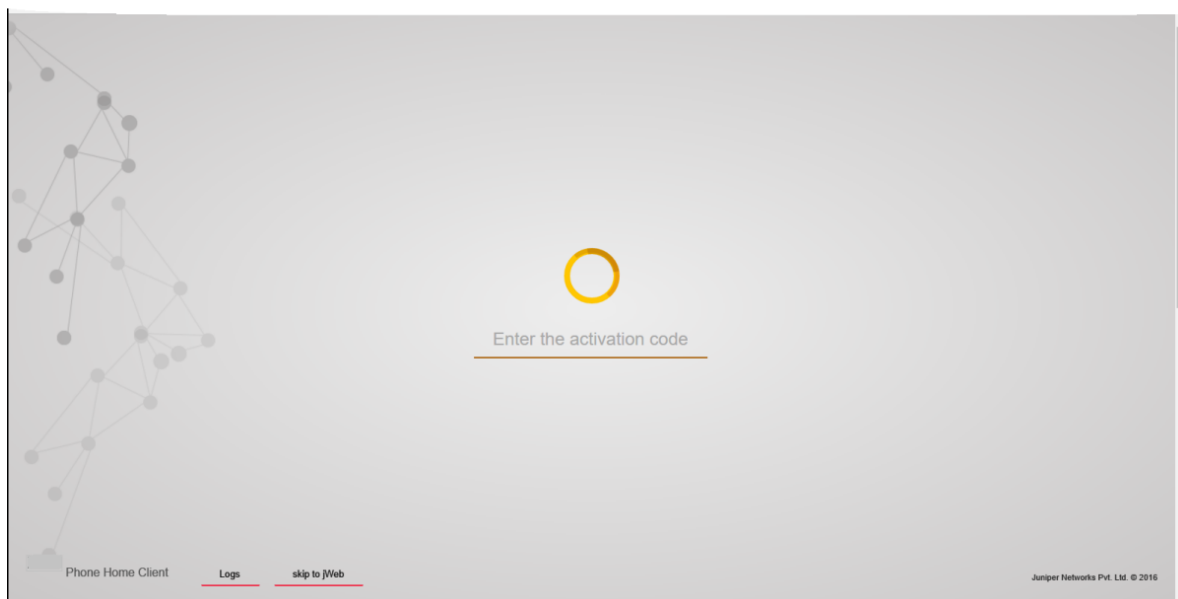 Enter the activation code
Phone Home Client Logs skip to jWeb Juniper Networks Pvt. Ltd. © 2016